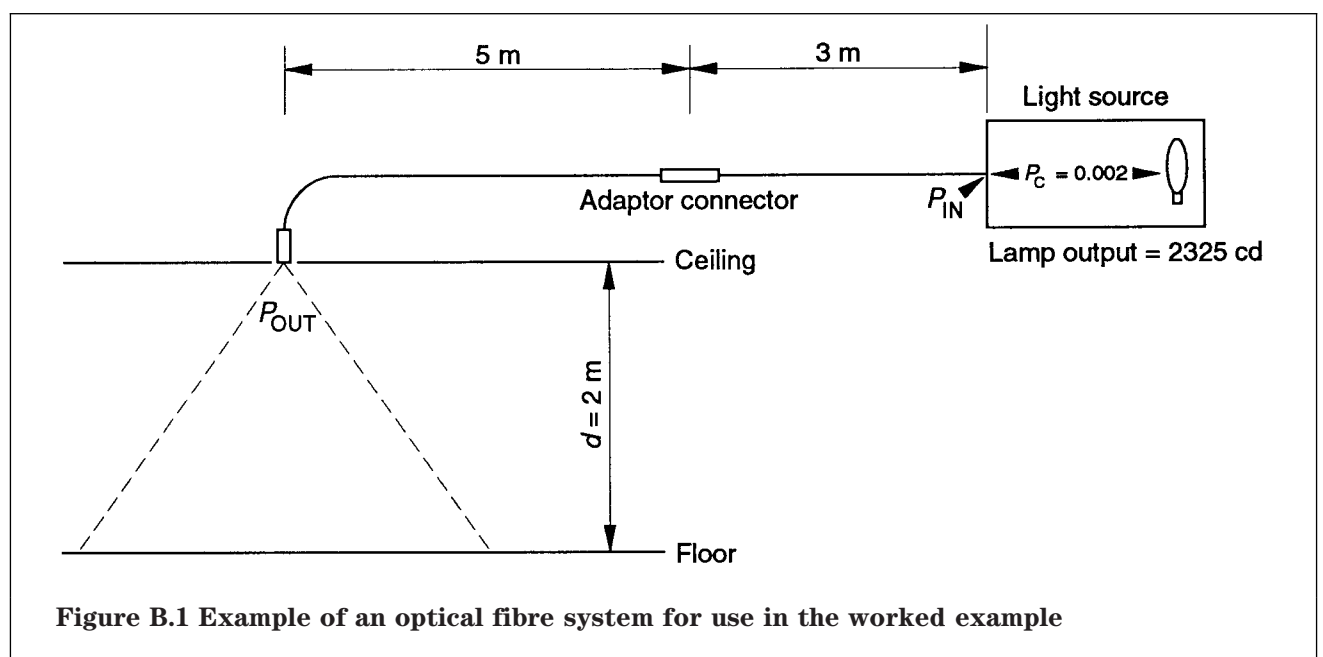 5 m
3 m
Light source
P_C = 0.002
Adaptor connector
P_IN
Lamp output = 2325 cd
Ceiling
P_OUT
d = 2 m
Floor
Figure B.1 Example of an optical fibre system for use in the worked example